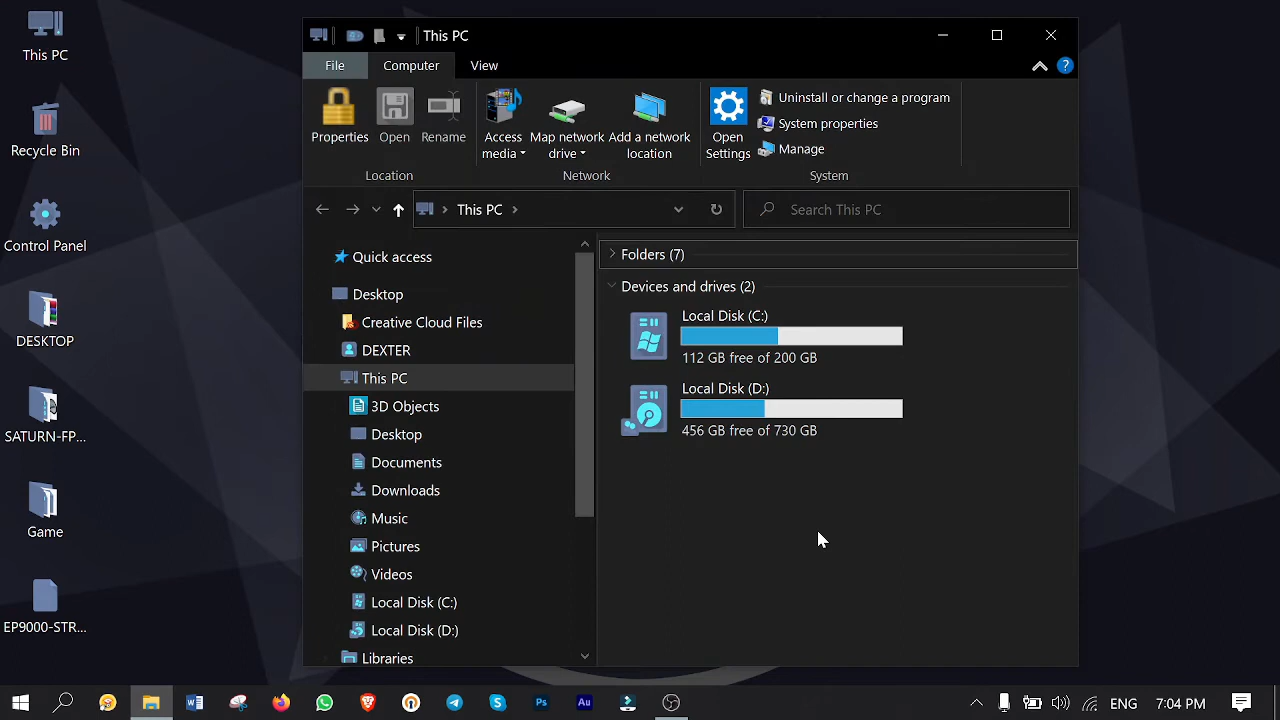 This PC
Recycle Bin
Control Panel
DESKTOP
SATURN-FP...
Game
EP9000-STR...
This PC
File
Computer
View
?
Properties
Open
Rename
Access media
Map network drive
Add a network location
Open Settings
Uninstall or change a program
System properties
Manage
Location
Network
System
This PC
Search This PC
Quick access
Desktop
Creative Cloud Files
DEXTER
This PC
3D Objects
Desktop
Documents
Downloads
Music
Pictures
Videos
Local Disk (C:)
Local Disk (D:)
Libraries
Folders (7)
Devices and drives (2)
Local Disk (C:)
112 GB free of 200 GB
Local Disk (D:)
456 GB free of 730 GB
Ps
Au
ENG
7:04 PM